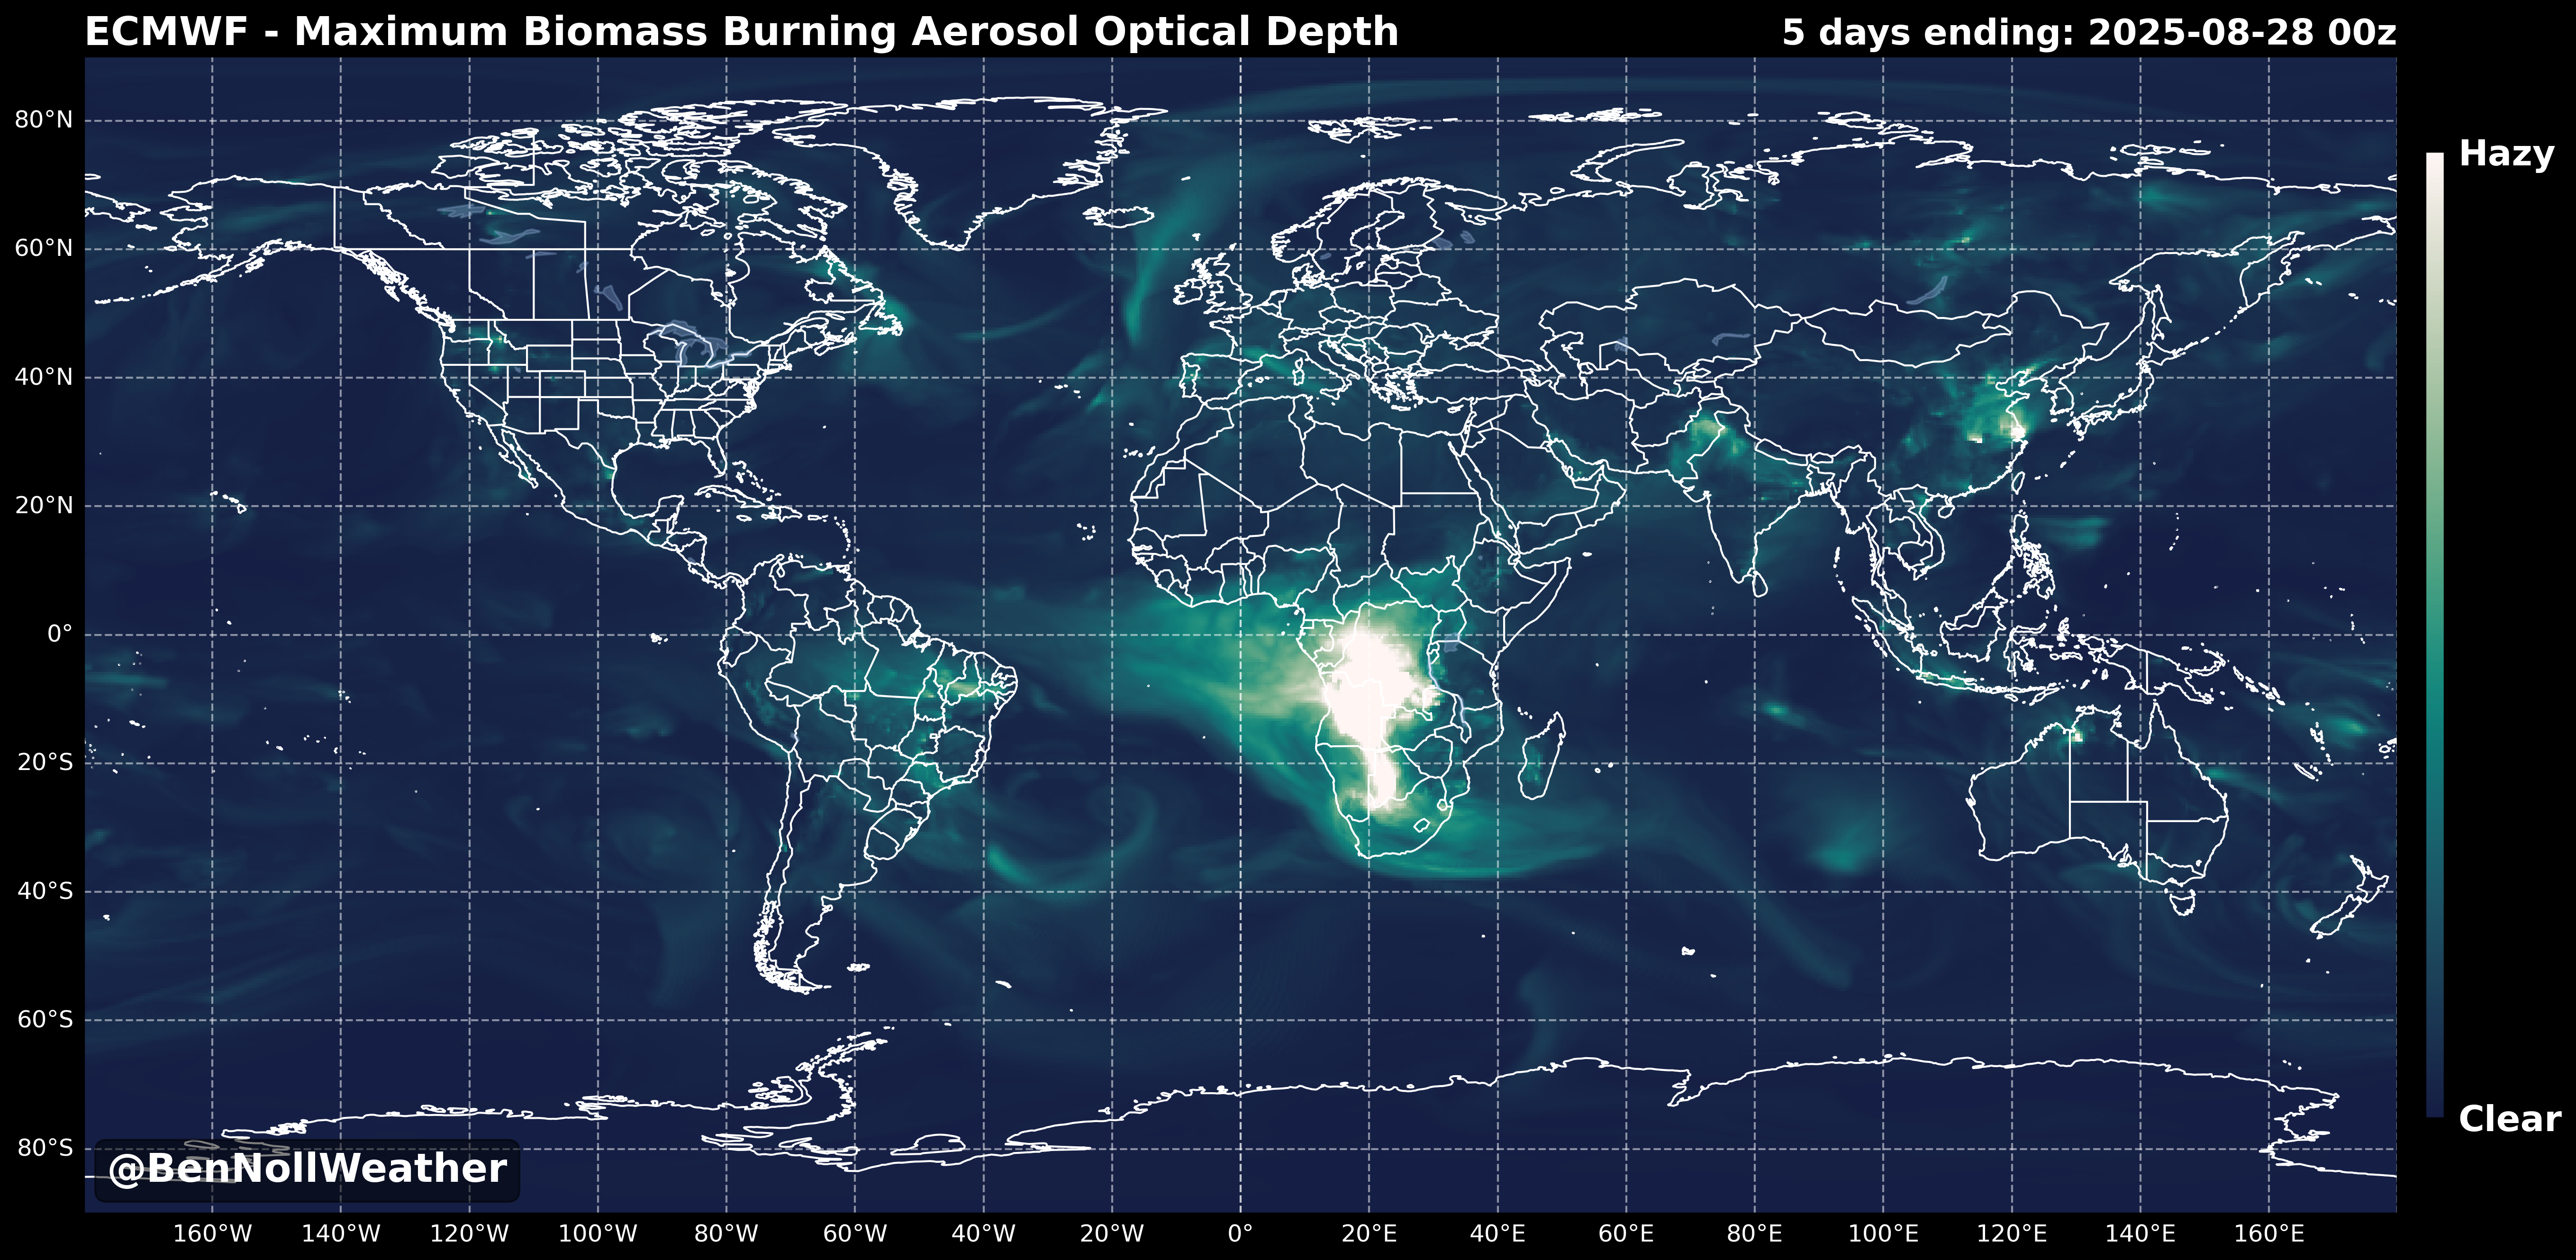 ECMWF - Maximum Biomass Burning Aerosol Optical Depth
5 days ending: 2025-08-28 00z
Hazy
Clear
80°N
60°N
40°N
20°N
0°
20°S
40°S
60°S
80°S
@BenNollWeather
160°W 140°W 120°W 100°W 80°W 60°W 40°W 20°W 0° 20°E 40°E 60°E 80°E 100°E 120°E 140°E 160°E